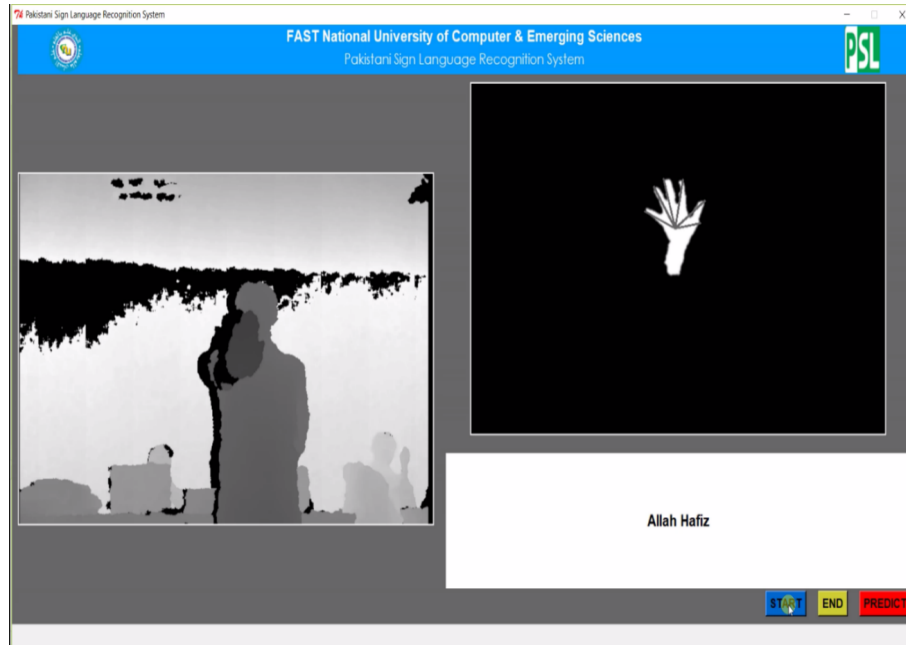 Pakistani Sign Language Recognition System
FAST National University of Computer & Emerging Sciences
Pakistani Sign Language Recognition System
PSL
Allah Hafiz
START END PREDICT